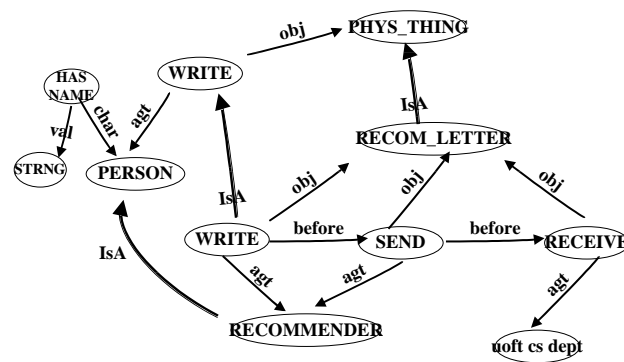 obj
PHYS_THING
WRITE
HAS
NAME
char
agt
val
IsA
RECOM_LETTER
STRNG
PERSON
obj
obj
obj
IsA
IsA
WRITE
before
SEND
before
RECEIVE
agt
agt
agt
RECOMMENDER
uoft cs dept